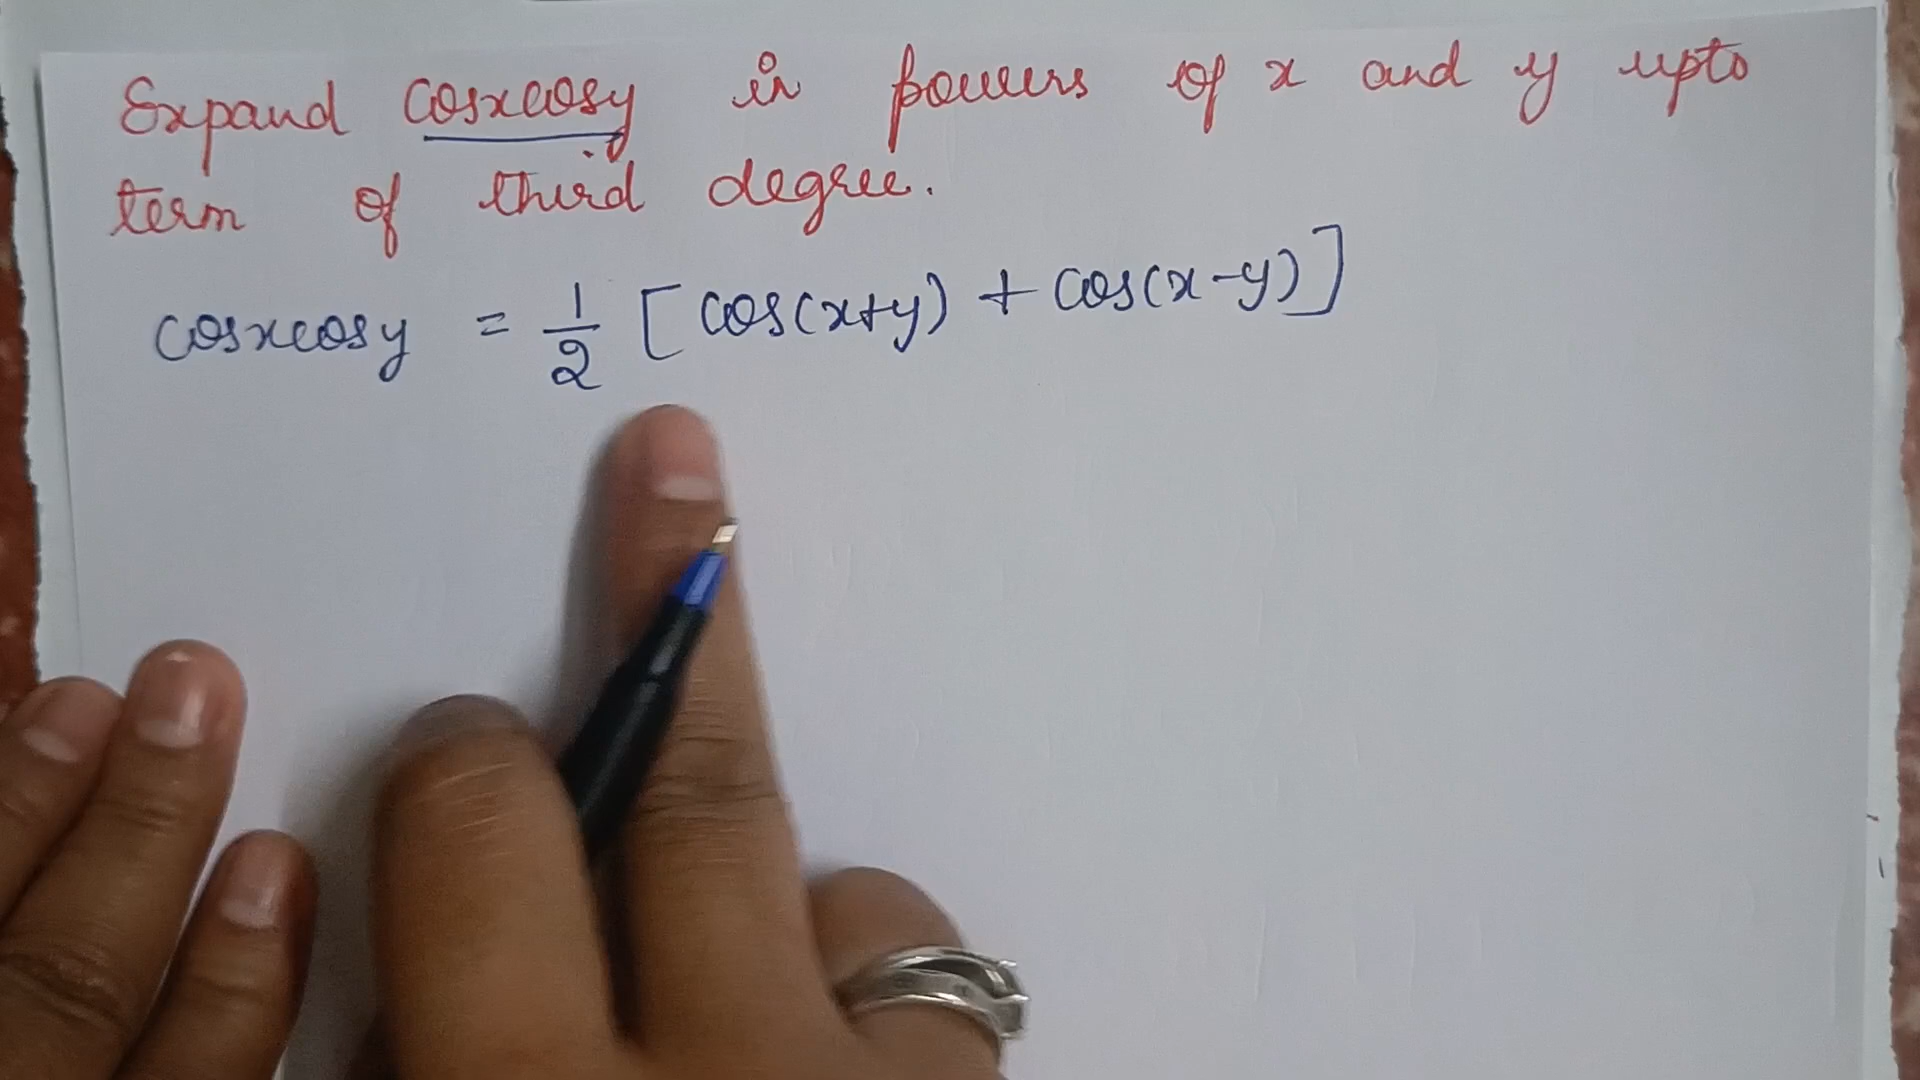 Expand cosxcosy in powers of x and y upto
term of third degree.
cosxcosy = 1/2 [cos(x+y) + cos(x-y)]